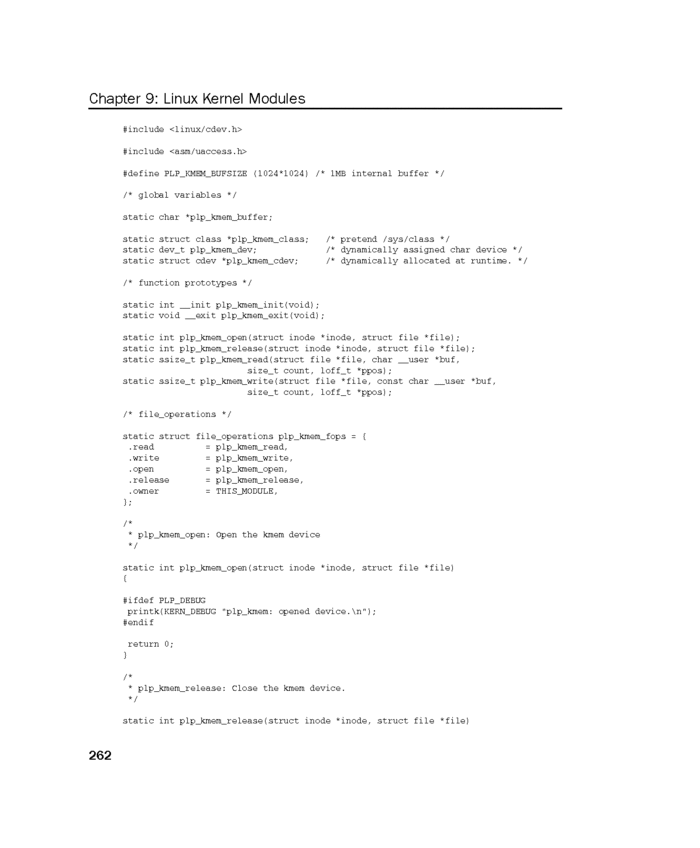 Chapter 9: Linux Kernel Modules
#include <linux/cdev.h>
#include <asm/uaccess.h>
#define PLP_KMEM_BUFSIZE (1024*1024) /* 1MB internal buffer */
/* global variables */
static char *plp_kmem_buffer;
static struct class *plp_kmem_class;   /* pretend /sys/class */
static dev_t plp_kmem_dev;             /* dynamically assigned char device */
static struct cdev *plp_kmem_cdev;     /* dynamically allocated at runtime. */
/* function prototypes */
static int __init plp_kmem_init(void);
static void __exit plp_kmem_exit(void);
static int plp_kmem_open(struct inode *inode, struct file *file);
static int plp_kmem_release(struct inode *inode, struct file *file);
static ssize_t plp_kmem_read(struct file *file, char __user *buf,
                        size_t count, loff_t *ppos);
static ssize_t plp_kmem_write(struct file *file, const char __user *buf,
                        size_t count, loff_t *ppos);
/* file_operations */
static struct file_operations plp_kmem_fops = {
 .read          = plp_kmem_read,
 .write         = plp_kmem_write,
 .open          = plp_kmem_open,
 .release       = plp_kmem_release,
 .owner         = THIS_MODULE,
};
/*
 * plp_kmem_open: Open the kmem device
 */
static int plp_kmem_open(struct inode *inode, struct file *file)
{
#ifdef PLP_DEBUG
 printk(KERN_DEBUG "plp_kmem: opened device.\n");
#endif
 return 0;
}
/*
 * plp_kmem_release: Close the kmem device.
 */
static int plp_kmem_release(struct inode *inode, struct file *file)
262